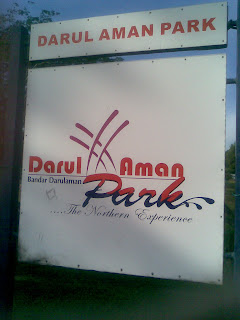 DARUL AMAN PARK
Darul Aman
Bandar Darulaman
Park
.....The Northern Experience